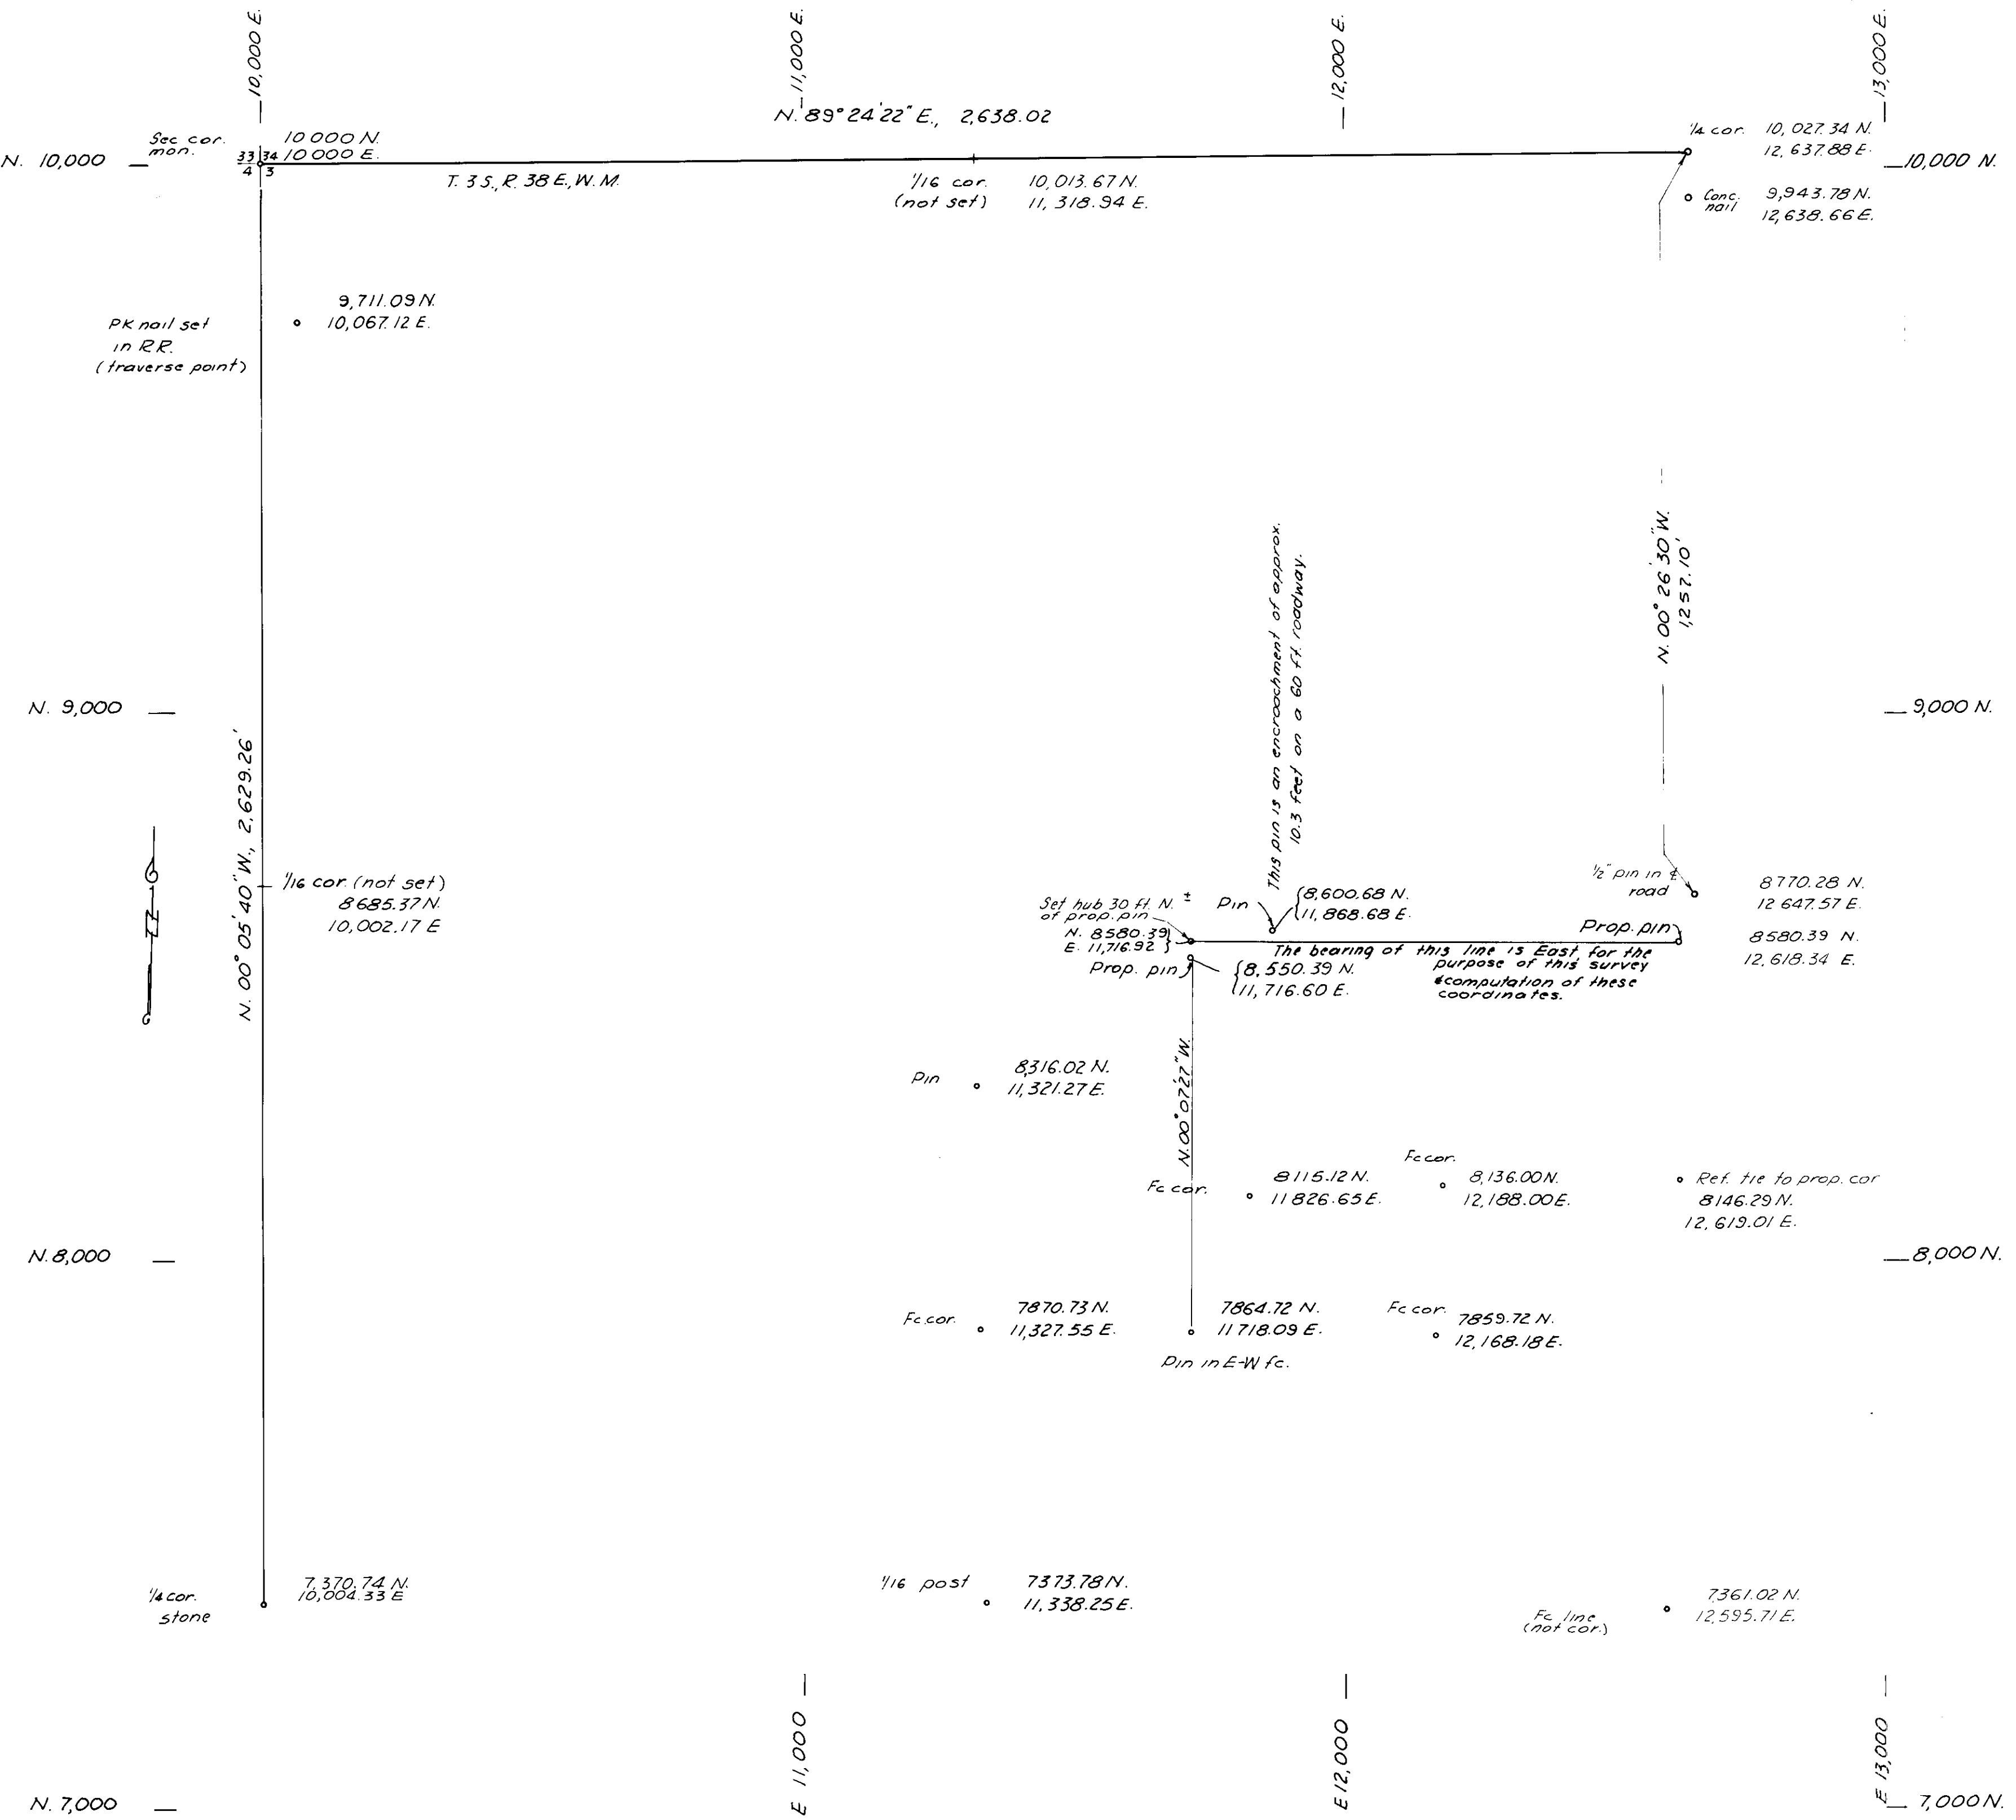 10,000 E.
11,000 E.
12,000 E.
13,000 E.
N. 89° 24' 22" E., 2,638.02
Sec cor.
mon.
10 000 N.
10 000 E.
33 34
4 3
N. 10,000
T. 3 S., R. 38 E., W. M.
1/16 cor.
(not set)
10,013.67 N.
11,318.94 E.
1/4 cor. 10,027.34 N.
12,637.88 E.
10,000 N.
Conc.
nail
9,943.78 N.
12,638.66 E.
PK nail set
in R.R.
(traverse point)
9,711.09 N.
10,067.12 E.
This pin is an encroachment of approx.
10.3 feet on a 60 ft. roadway.
N. 00° 26' 30" W.
1,257.10'
N. 9,000
9,000 N.
N. 00° 05' 40" W., 2,629.26'
N
1/16 cor. (not set)
8685.37 N.
10,002.17 E
Set hub 30 ft. N. ±
of prop. pin
N. 8580.39
E. 11,716.92
Pin
8,600.68 N.
11,868.68 E.
1/2" pin in ℄
road
8770.28 N.
12 647.57 E.
Prop. pin
8580.39 N.
12,618.34 E.
The bearing of this line is East, for the
purpose of this survey
& computation of these
coordinates.
Prop. pin
8,550.39 N.
11,716.60 E.
N. 00° 07' 27" W.
Pin
8,316.02 N.
11,321.27 E.
Fc cor.
8115.12 N.
11 826.65 E.
Fc cor.
8,136.00 N.
12,188.00 E.
Ref. tie to prop. cor
8146.29 N.
12,619.01 E.
N. 8,000
8,000 N.
Fc. cor.
7870.73 N.
11,327.55 E.
7864.72 N.
11 718.09 E.
Pin in E-W fc.
Fc cor.
7859.72 N.
12,168.18 E.
1/4 cor.
stone
7,370.74 N.
10,004.33 E
1/16 post
7373.78 N.
11,338.25 E.
Fc line
(not cor.)
7361.02 N.
12,595.71 E.
E 11,000
E 12,000
E 13,000
N. 7,000
7,000 N.